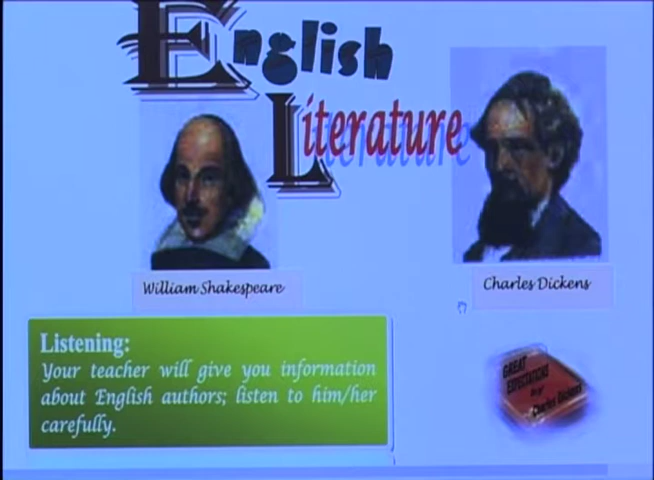 English
Literature
William Shakespeare
Charles Dickens
Listening:
Your teacher will give you information
about English authors; listen to him/her
carefully.
GREAT
EXPECTATIONS
by
Charles Dickens